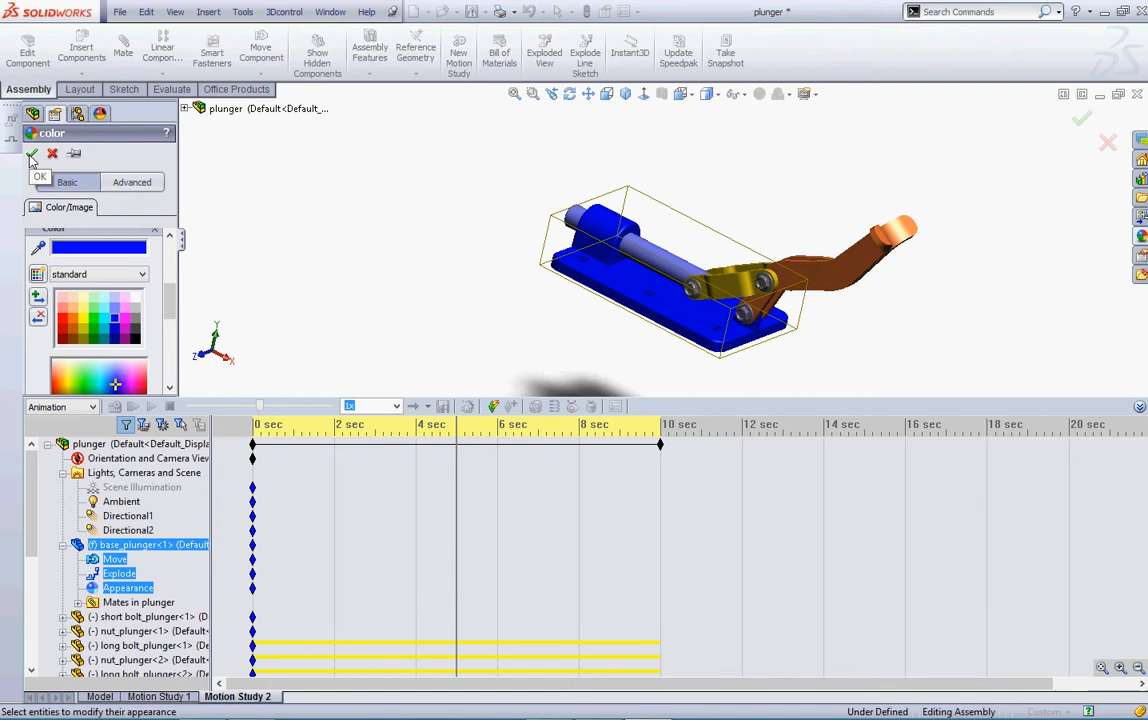 SOLIDWORKS File Edit View Insert Tools 3Dcontrol Window Help plunger * Search Commands ?
Edit Component
Insert Components
Mate
Linear Compon...
Smart Fasteners
Move Component
Show Hidden Components
Assembly Features
Reference Geometry
New Motion Study
Bill of Materials
Exploded View
Explode Line Sketch
Instant3D
Update Speedpak
Take Snapshot
Assembly Layout Sketch Evaluate Office Products
plunger (Default<Default_...
color ?
OK
Basic Advanced
Color/Image
Color
standard
Y
Z
X
Animation 1x
0 sec 2 sec 4 sec 6 sec 8 sec 10 sec 12 sec 14 sec 16 sec 18 sec 20 sec
plunger (Default<Default_Displa
Orientation and Camera View
Lights, Cameras and Scene
Scene Illumination
Ambient
Directional1
Directional2
(f) base_plunger<1> (Default
Move
Explode
Appearance
Mates in plunger
(-) short bolt_plunger<1> (D
(-) nut_plunger<1> (Default<
(-) long bolt_plunger<1> (D
(-) nut_plunger<2> (Default<
(-) long bolt_plunger<2> (D
Model Motion Study 1 Motion Study 2
Select entities to modify their appearance Under Defined Editing Assembly Custom ?